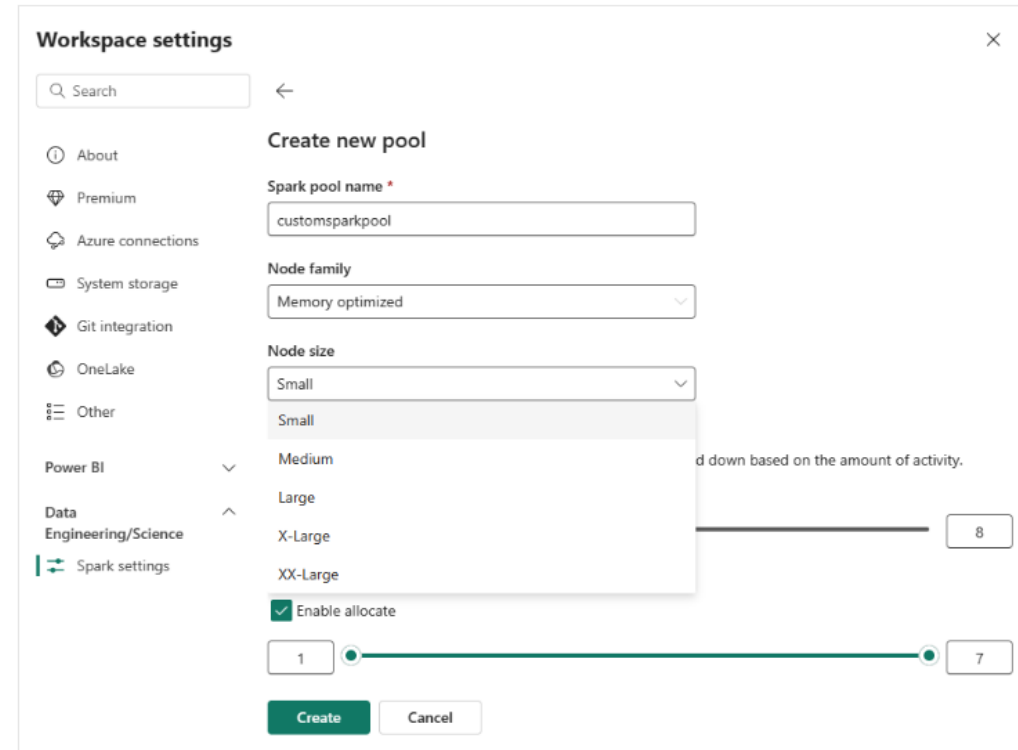 Workspace settings
Search
About
Premium
Azure connections
System storage
Git integration
OneLake
Other
Power BI
Data
Engineering/Science
Spark settings
Create new pool
Spark pool name *
customsparkpool
Node family
Memory optimized
Node size
Small
Small
Medium
Large
X-Large
XX-Large
d down based on the amount of activity.
8
Enable allocate
1
7
Create
Cancel